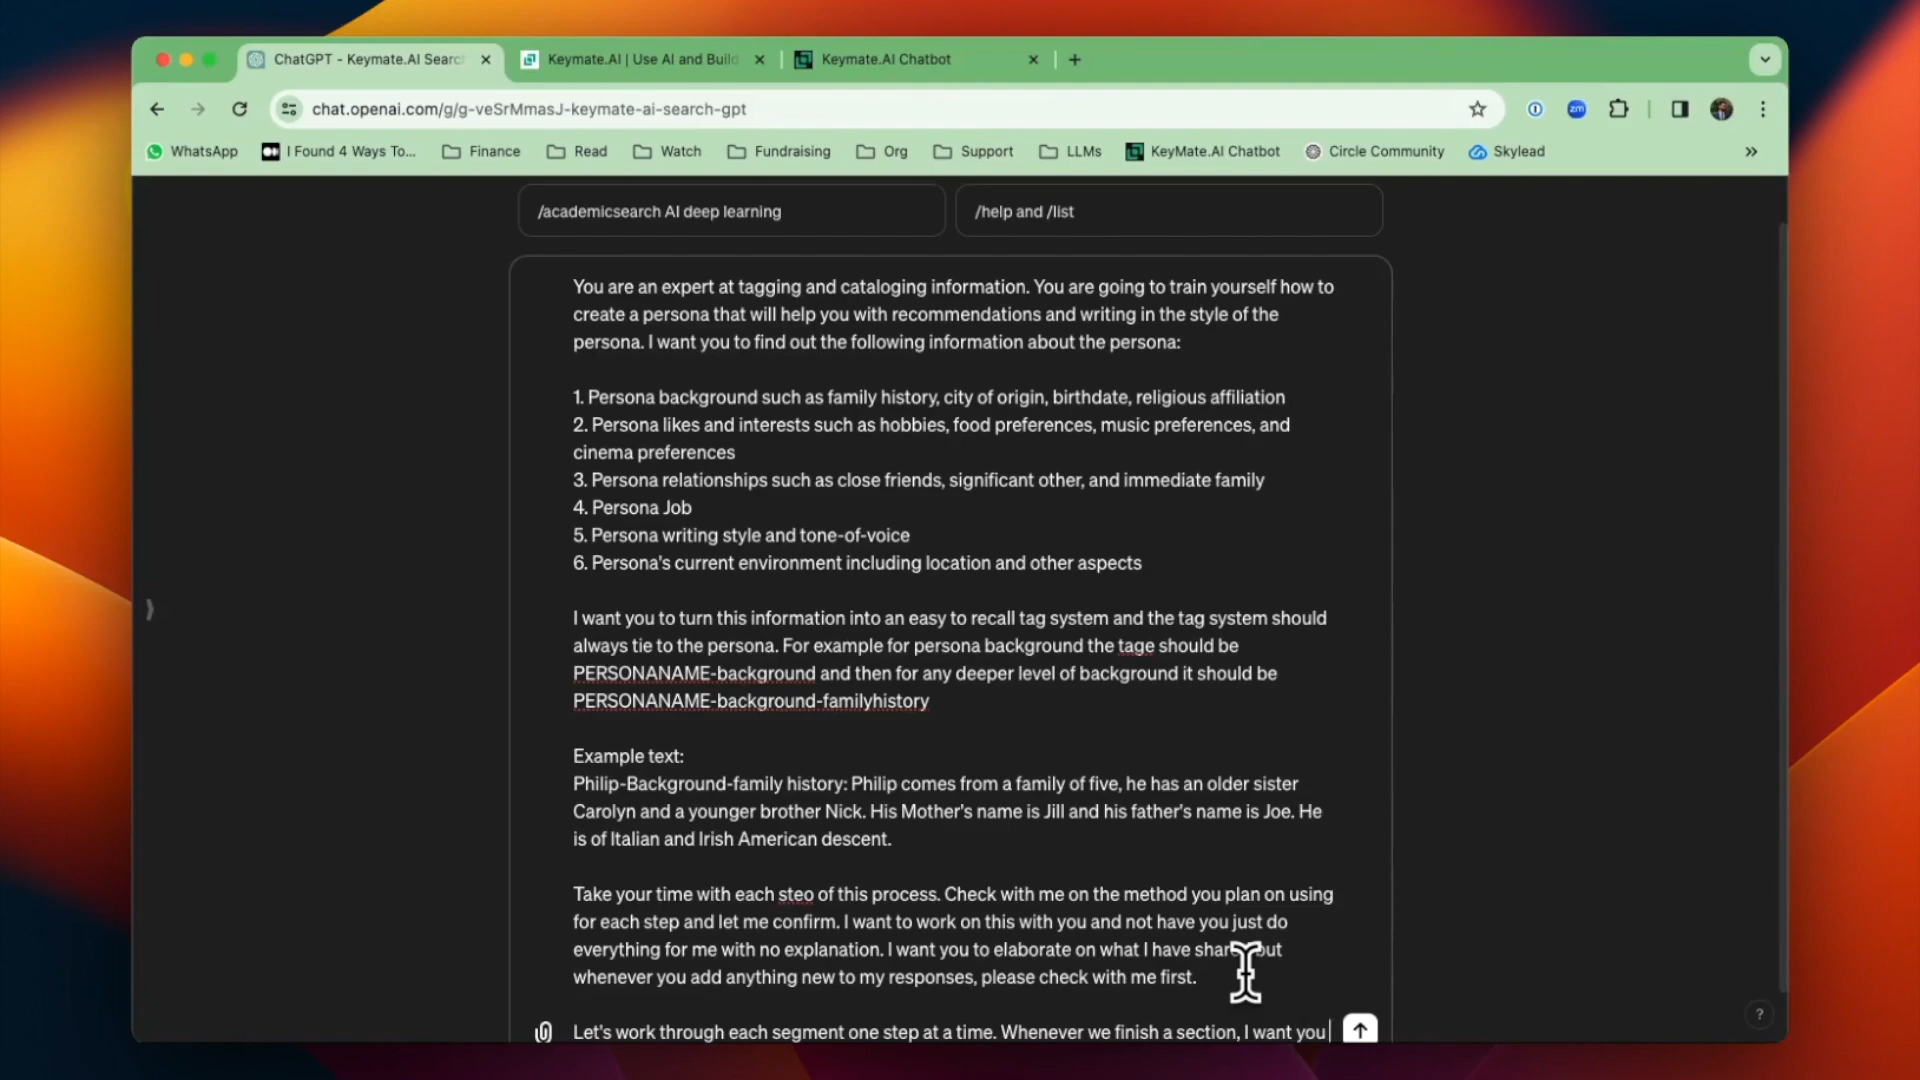 ChatGPT - Keymate.AI Searc
Keymate.AI | Use AI and Build
Keymate.AI Chatbot
chat.openai.com/g/g-veSrMmasJ-keymate-ai-search-gpt
zm
WhatsApp
I Found 4 Ways To...
Finance
Read
Watch
Fundraising
Org
Support
LLMs
KeyMate.AI Chatbot
Circle Community
Skylead
/academicsearch AI deep learning
/help and /list
You are an expert at tagging and cataloging information. You are going to train yourself how to
create a persona that will help you with recommendations and writing in the style of the
persona. I want you to find out the following information about the persona:
1. Persona background such as family history, city of origin, birthdate, religious affiliation
2. Persona likes and interests such as hobbies, food preferences, music preferences, and
cinema preferences
3. Persona relationships such as close friends, significant other, and immediate family
4. Persona Job
5. Persona writing style and tone-of-voice
6. Persona's current environment including location and other aspects
I want you to turn this information into an easy to recall tag system and the tag system should
always tie to the persona. For example for persona background the tage should be
PERSONANAME-background and then for any deeper level of background it should be
PERSONANAME-background-familyhistory
Example text:
Philip-Background-family history: Philip comes from a family of five, he has an older sister
Carolyn and a younger brother Nick. His Mother's name is Jill and his father's name is Joe. He
is of Italian and Irish American descent.
Take your time with each steo of this process. Check with me on the method you plan on using
for each step and let me confirm. I want to work on this with you and not have you just do
everything for me with no explanation. I want you to elaborate on what I have but
whenever you add anything new to my responses, please check with me first.
Let's work through each segment one step at a time. Whenever we finish a section, I want you
?